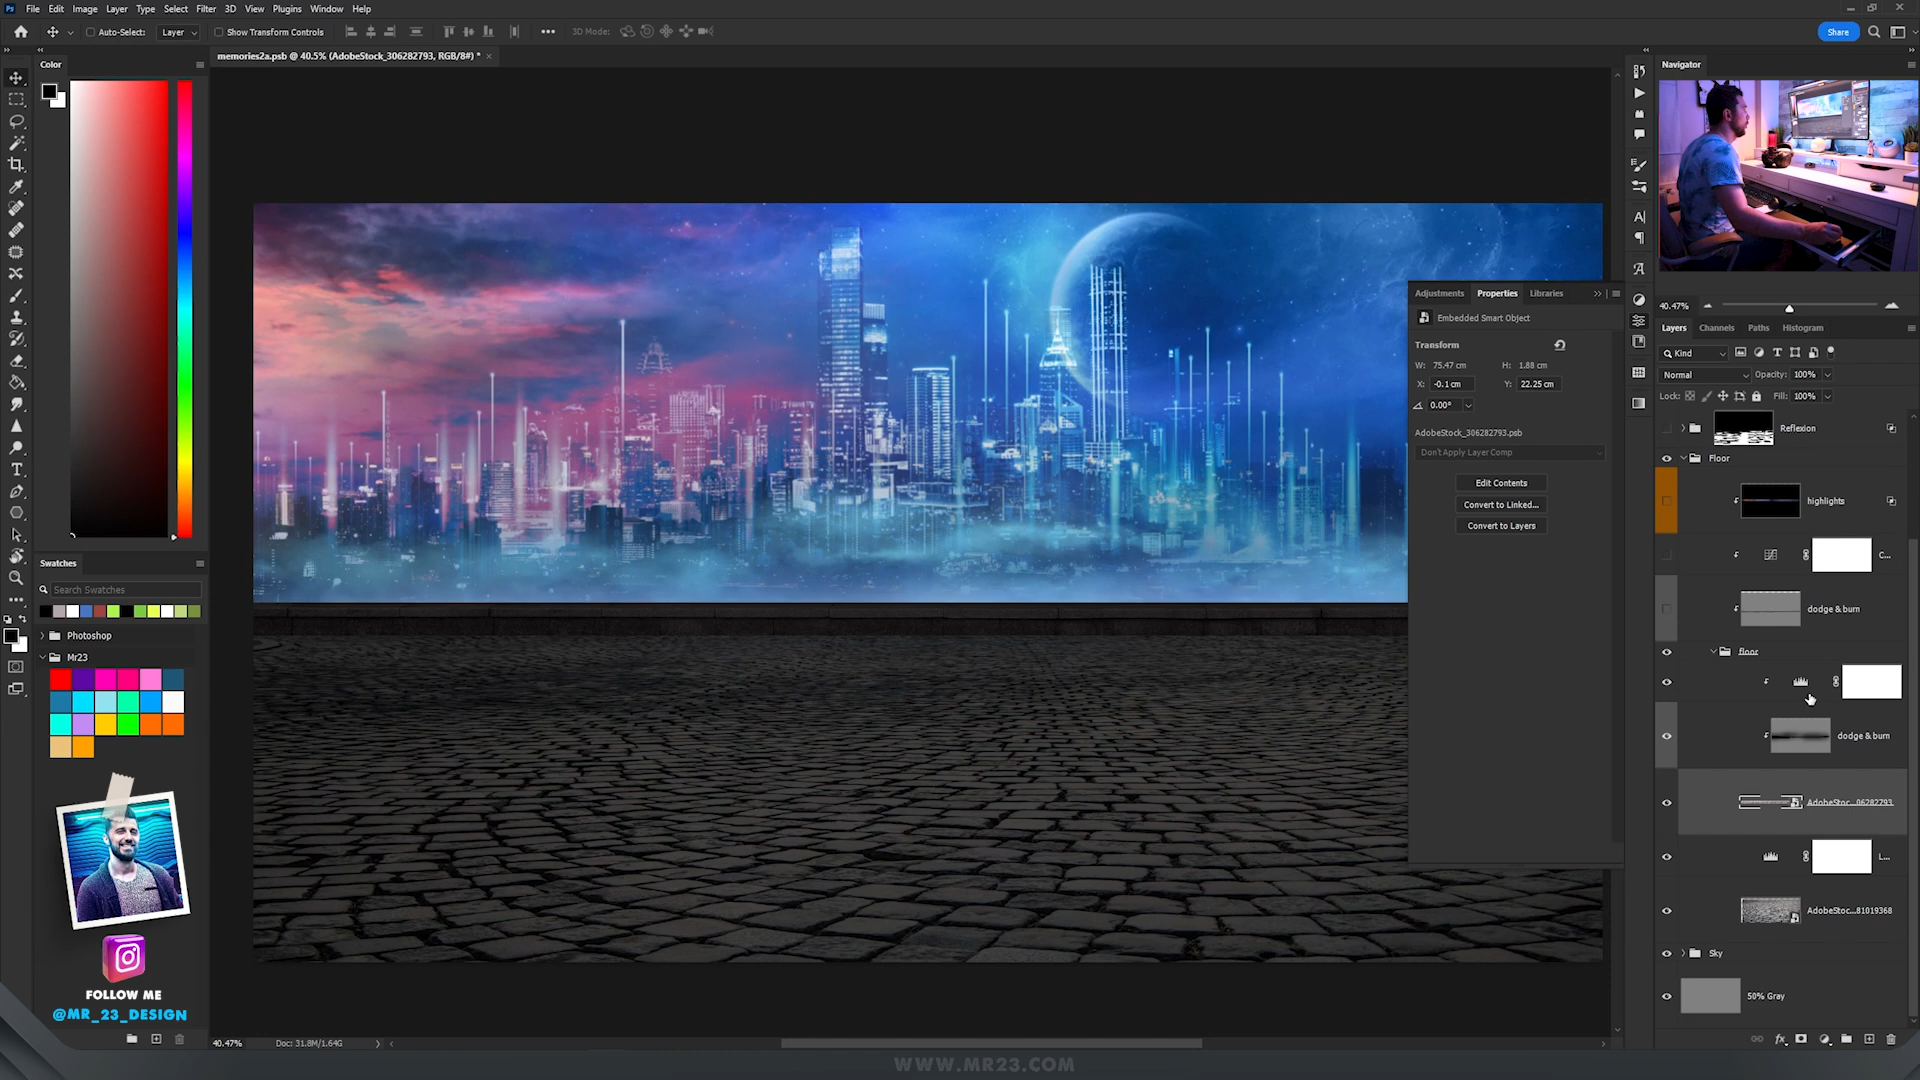 Ps File Edit Image Layer Type Select Filter 3D View Plugins Window Help
Auto-Select: Layer Show Transform Controls 3D Mode: Share
memories2a.psb @ 40.5% (AdobeStock_306282793, RGB/8#) *
Color
Swatches
Search Swatches
Photoshop
Mr23
FOLLOW ME
@MR_23_DESIGN
40.47% Doc: 31.8M/1.64G
WWW.MR23.COM
Adjustments Properties Libraries
Embedded Smart Object
Transform
W: 75.47 cm H: 1.88 cm
X: -0.1 cm Y: 22.25 cm
0.00°
AdobeStock_306282793.psb
Don't Apply Layer Comp
Edit Contents
Convert to Linked...
Convert to Layers
Navigator
40.47%
Layers Channels Paths Histogram
Kind
Normal Opacity: 100%
Lock: Fill: 100%
Reflexion
Floor
highlights
C...
dodge & burn
floor
dodge & burn
AdobeStoc...06282793
L...
AdobeStoc...81019368
Sky
50% Gray